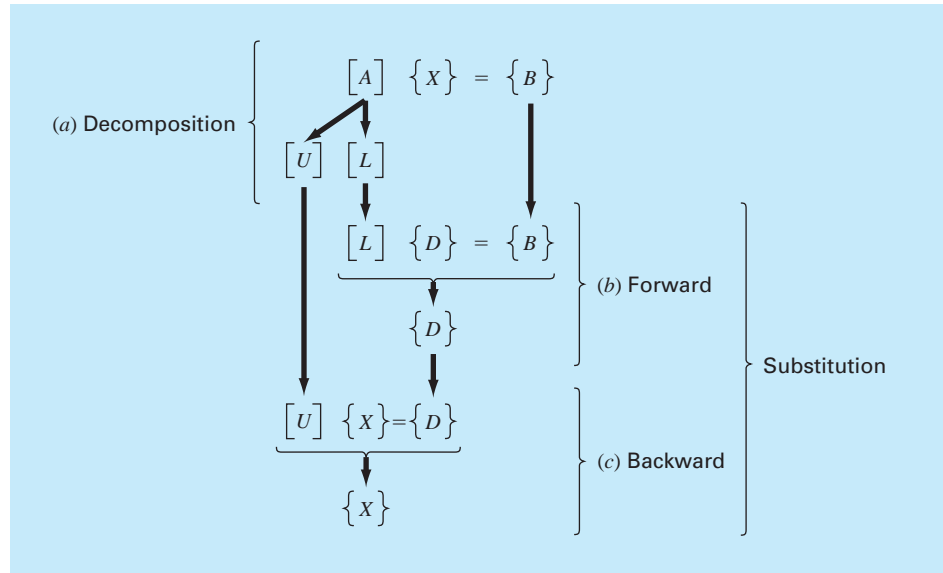 [A] {X} = {B}
(a) Decomposition
[U] [L]
[L] {D} = {B}
(b) Forward
{D}
Substitution
[U] {X}={D}
(c) Backward
{X}